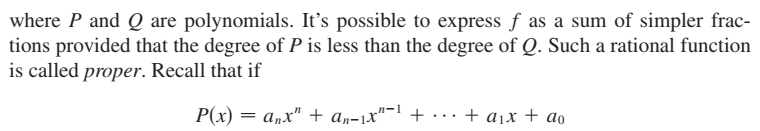 where P and Q are polynomials. It's possible to express f as a sum of simpler frac-
tions provided that the degree of P is less than the degree of Q. Such a rational function
is called proper. Recall that if
P(x) = aₙxⁿ + aₙ₋₁xⁿ⁻¹ + ··· + a₁x + a₀